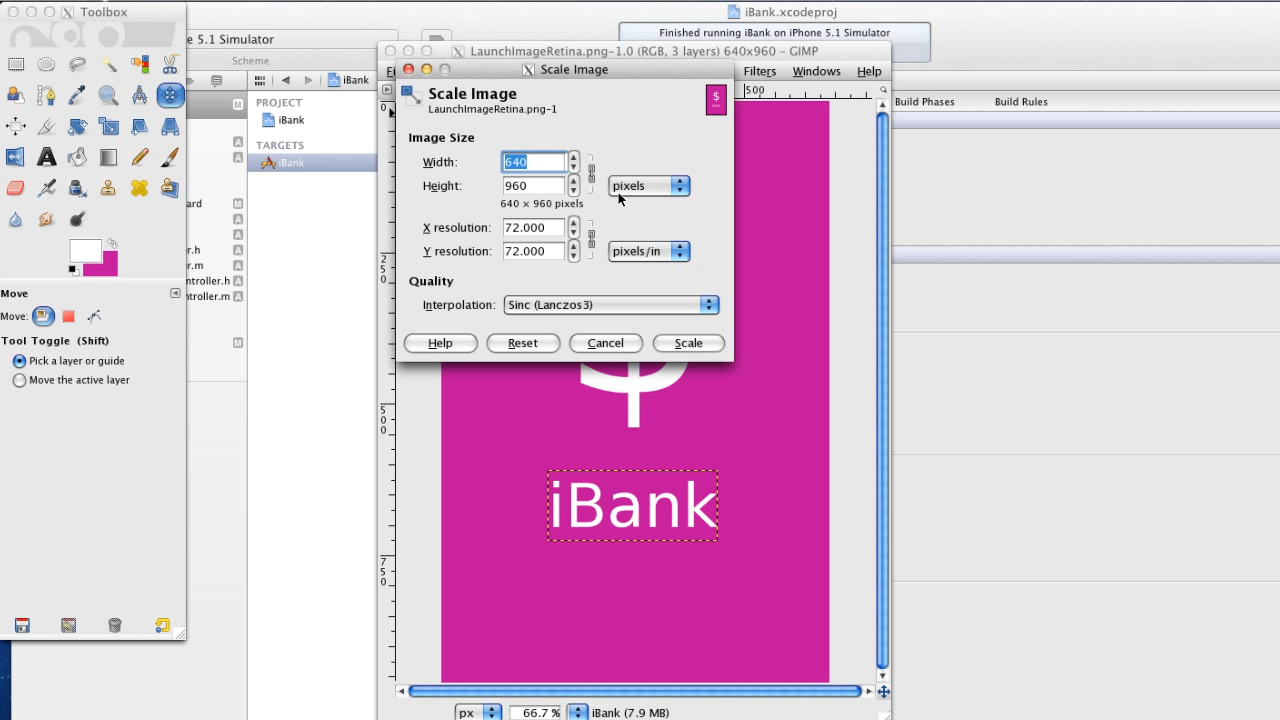 Toolbox
iBank.xcodeproj
5.1 Simulator
Finished running iBank on iPhone 5.1 Simulator
Scheme
LaunchImageRetina.png-1.0 (RGB, 3 layers) 640x960 – GIMP
Scale Image
iBank
Filters
Windows
Help
500
Scale Image
LaunchImageRetina.png-1
PROJECT
iBank
TARGETS
iBank
Build Phases
Build Rules
M
A
A
Image Size
Width:
640
Height:
960
pixels
640 × 960 pixels
X resolution:
72.000
Y resolution:
72.000
pixels/in
Quality
Interpolation:
Sinc (Lanczos3)
Help
Reset
Cancel
Scale
ard
A
r.h
A
r.m
A
ntroller.h
A
ntroller.m
A
M
0
250
500
750
Move
Move:
Tool Toggle (Shift)
Pick a layer or guide
Move the active layer
$
iBank
px
66.7 %
iBank (7.9 MB)